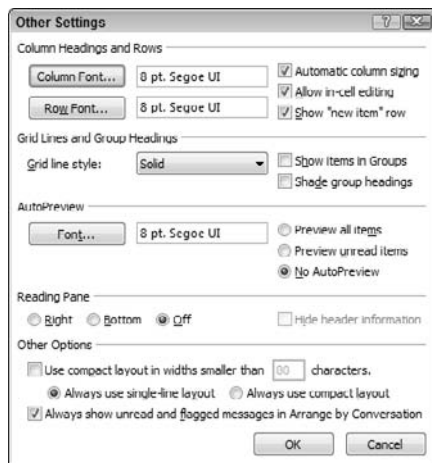 Other Settings
Column Headings and Rows
Column Font... 8 pt. Segoe UI Automatic column sizing
Allow in-cell editing
Row Font... 8 pt. Segoe UI Show "new item" row
Grid Lines and Group Headings
Grid line style: Solid Show items in Groups
Shade group headings
AutoPreview
Font... 8 pt. Segoe UI Preview all items
Preview unread items
No AutoPreview
Reading Pane
Right Bottom Off Hide header information
Other Options
Use compact layout in widths smaller than characters.
Always use single-line layout Always use compact layout
Always show unread and flagged messages in Arrange by Conversation
OK Cancel